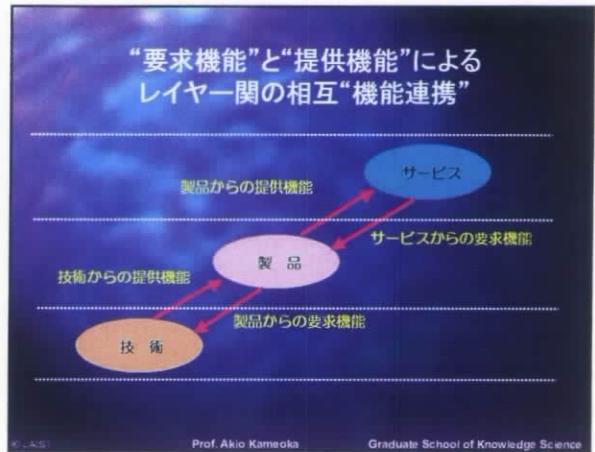 “要求機能”と“提供機能”による
レイヤー関の相互“機能連携”
サービス
製品からの提供機能
サービスからの要求機能
製 品
技術からの提供機能
製品からの要求機能
技 術
© JAIST
Prof. Akio Kameoka
Graduate School of Knowledge Science